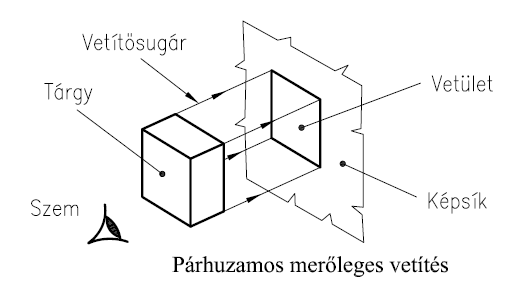 Vetítősugár
Tárgy
Vetület
Szem
Képsík
Párhuzamos merőleges vetítés